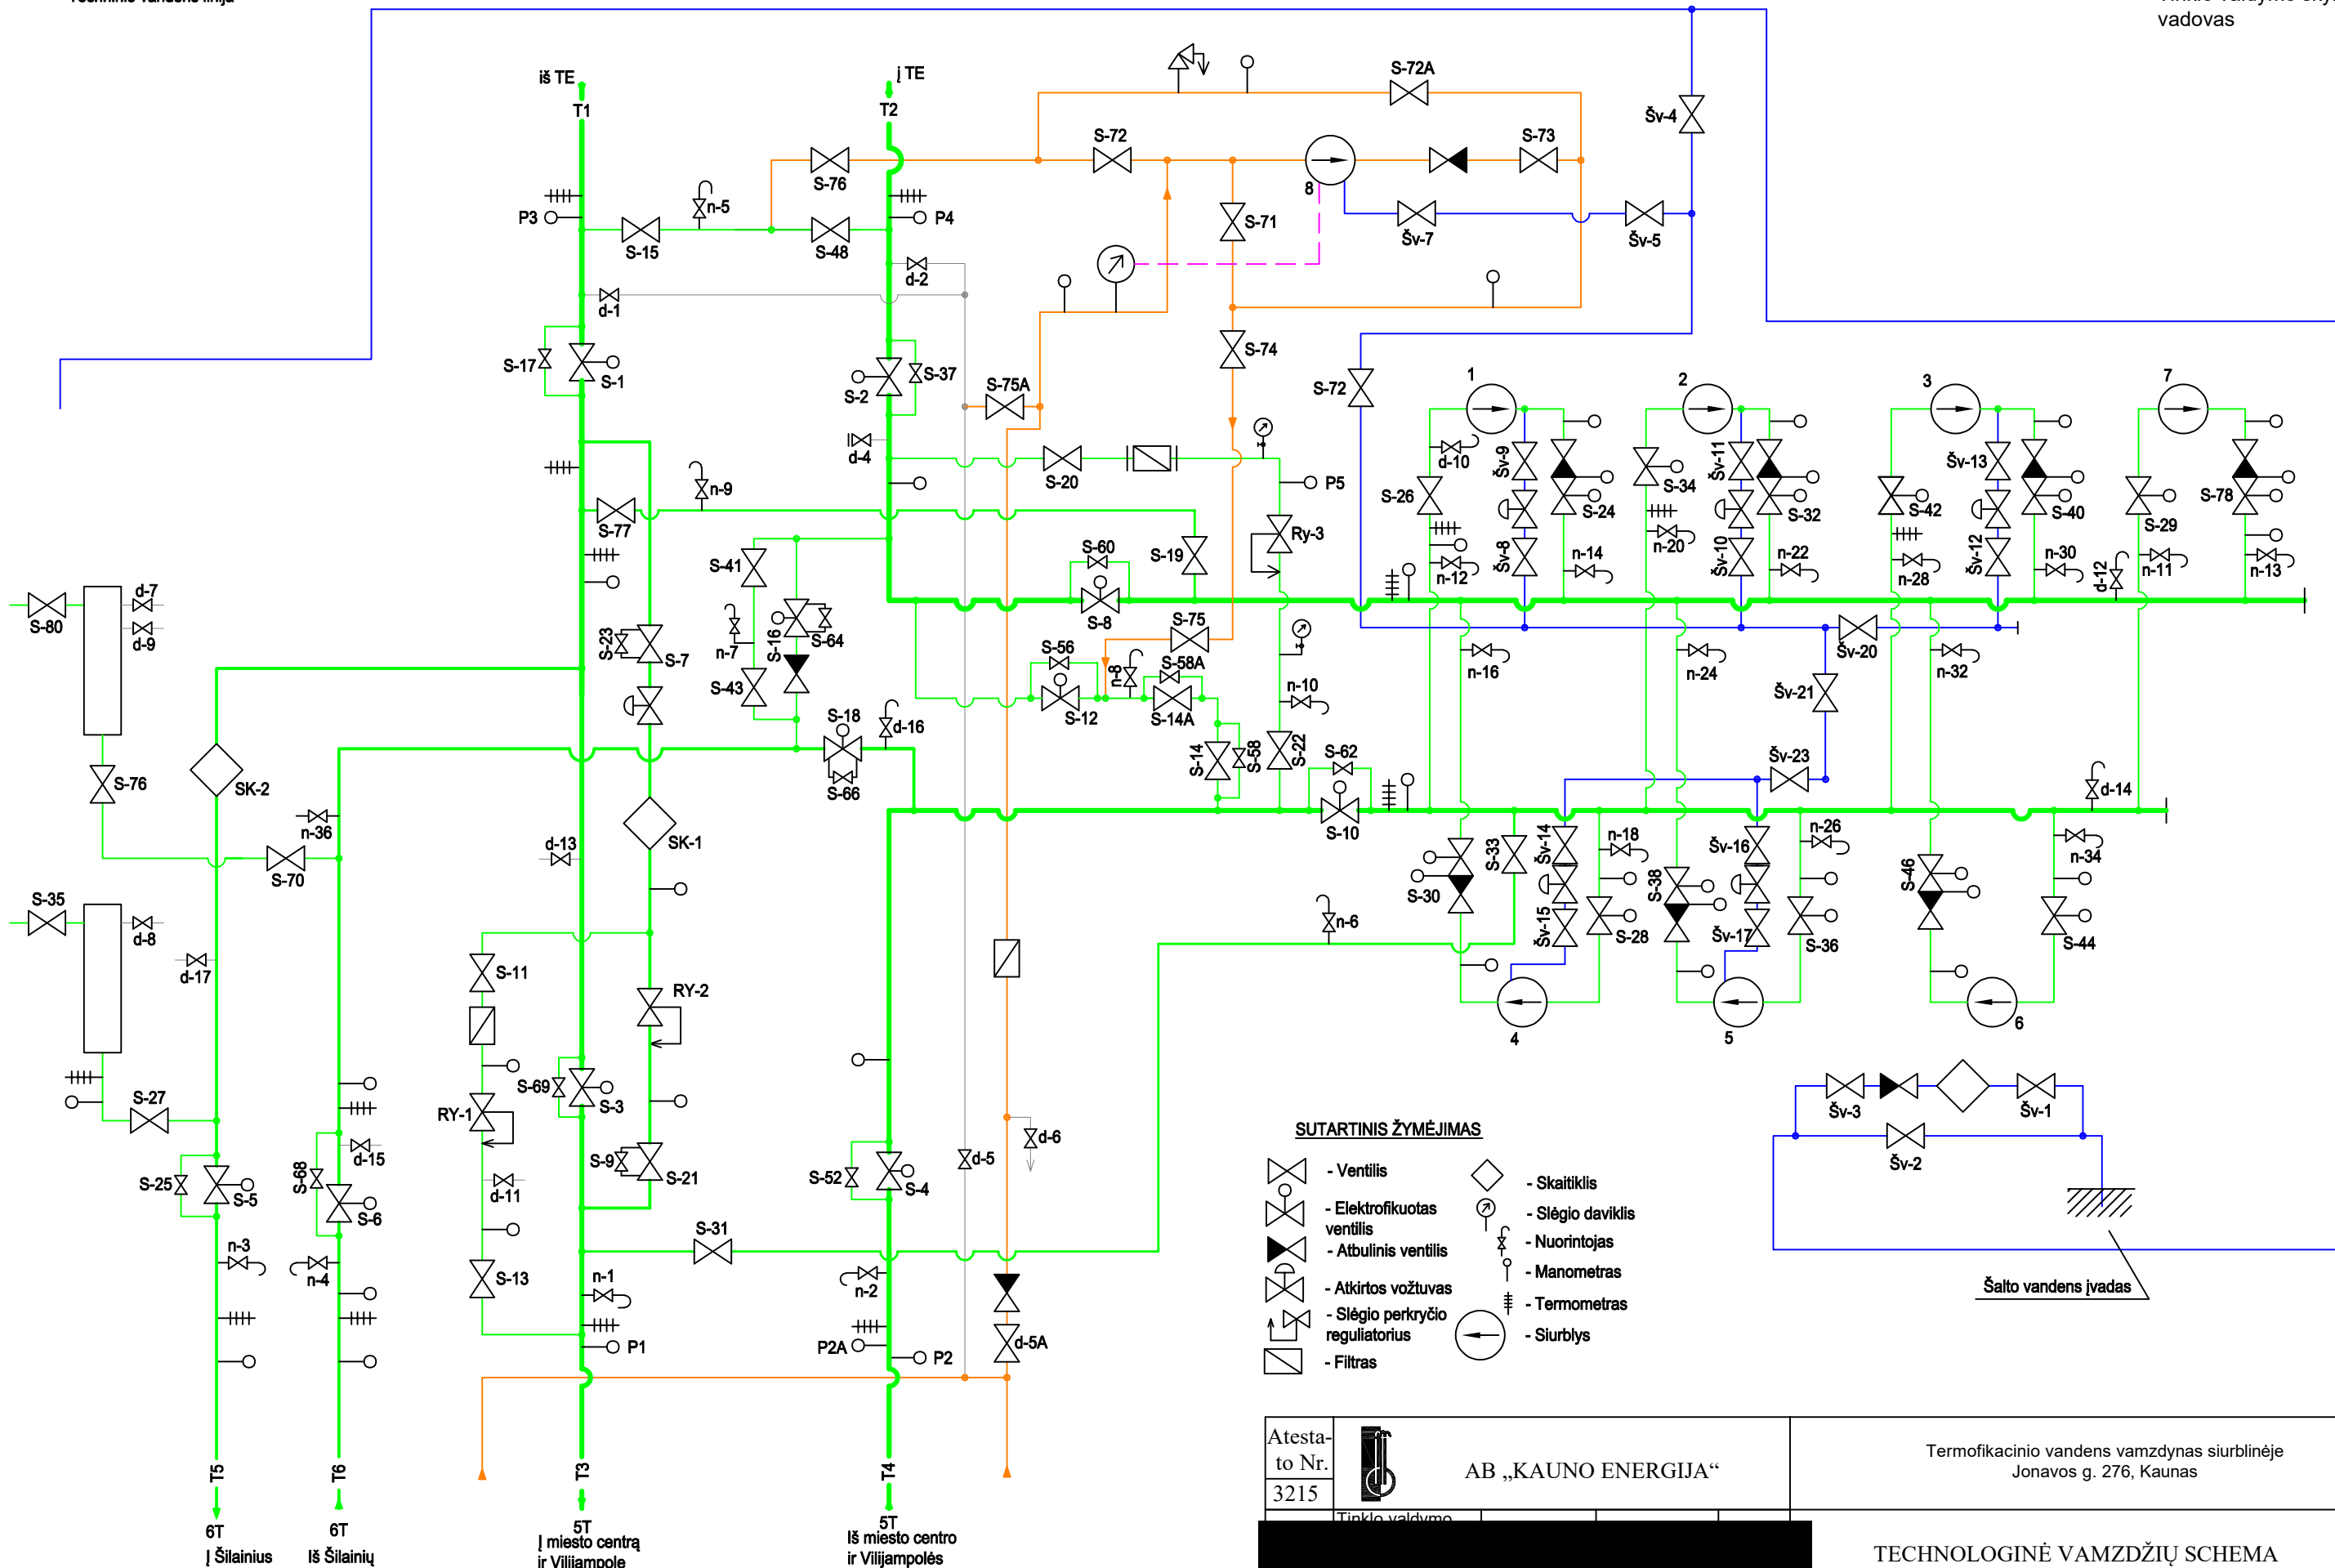 vadovas
iš TE
į TE
T1
T2
S-72A
Šv-4
S-72
S-73
S-76
8
n-5
P3
P4
S-15
S-48
S-71
Šv-7
Šv-5
d-2
d-1
S-74
S-17
S-1
S-37
S-2
S-75A
S-72
1
2
3
7
d-4
S-20
P5
d-10
Šv-9
Šv-11
Šv-13
n-9
S-77
S-26
S-24
S-34
S-32
S-42
S-40
S-29
S-78
S-41
S-60
S-19
Ry-3
n-12
Šv-8
n-14
n-20
Šv-10
n-22
n-28
Šv-12
n-30
d-12
n-11
n-13
d-7
S-80
d-9
S-23
S-7
n-7
S-16
S-64
S-8
S-75
S-56
n-8
S-58A
S-43
S-12
S-14A
n-10
n-16
n-24
Šv-20
n-32
Šv-21
S-18
d-16
S-76
SK-2
S-66
S-14
S-58
S-22
S-62
Šv-23
d-14
n-36
S-10
SK-1
d-13
S-70
S-33
Šv-14
n-18
Šv-16
n-26
n-34
S-35
d-8
S-30
S-38
S-46
n-6
Šv-15
S-28
Šv-17
S-36
S-44
d-17
S-11
RY-2
4
5
6
S-27
S-69
S-3
RY-1
Šv-3
Šv-1
Šv-2
S-25
S-5
S-68
d-15
S-6
S-9
S-21
d-11
S-52
S-4
d-5
d-6
S-31
n-3
n-4
S-13
n-1
n-2
P1
P2A
P2
d-5A
SUTARTINIS ŽYMĖJIMAS
- Ventilis
- Elektrofikuotas
ventilis
- Atbulinis ventilis
- Atkirtos vožtuvas
- Slėgio perkryčio
reguliatorius
- Filtras
- Skaitiklis
- Slėgio daviklis
- Nuorintojas
- Manometras
- Termometras
- Siurblys
Šalto vandens įvadas
T5
T6
T3
T4
6T
Į Šilainius
6T
Iš Šilainių
5T
Į miesto centrą
ir Vilijampolę
5T
Iš miesto centro
ir Vilijampolės
Atesta-
to Nr.
3215
AB „KAUNO ENERGIJA“
Termofikacinio vandens vamzdynas siurblinėje
Jonavos g. 276, Kaunas
Tinklo valdymo
TECHNOLOGINĖ VAMZDŽIŲ SCHEMA